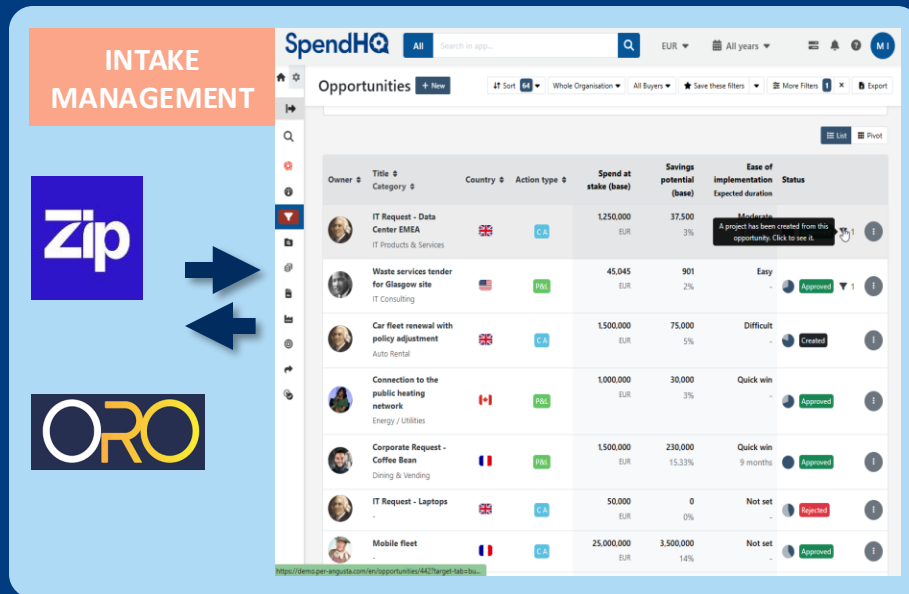 INTAKE
MANAGEMENT
Zip
ORO
SpendHQ
All
Search in app...
EUR
All years
MI
Opportunities
+ New
Sort 64
Whole Organisation
All Buyers
Save these filters
More Filters 1 ×
Export
List
Pivot
Owner
Title
Category
Country
Action type
Spend at
stake (base)
Savings
potential
(base)
Ease of
implementation
Expected duration
Status
IT Request - Data
Center EMEA
IT Products & Services
CA
1,250,000
EUR
37,500
3%
Moderate
A project has been created from this
opportunity. Click to see it.
1
Waste services tender
for Glasgow site
IT Consulting
P&L
45,045
EUR
901
2%
Easy
-
Approved
1
Car fleet renewal with
policy adjustment
Auto Rental
CA
1,500,000
EUR
75,000
5%
Difficult
-
Created
Connection to the
public heating
network
Energy / Utilities
P&L
1,000,000
EUR
30,000
3%
Quick win
-
Approved
Corporate Request -
Coffee Bean
Dining & Vending
P&L
1,500,000
EUR
230,000
15.33%
Quick win
9 months
Approved
IT Request - Laptops
-
CA
50,000
EUR
0
0%
Not set
-
Rejected
Mobile fleet
-
CA
25,000,000
EUR
3,500,000
14%
Not set
-
Approved
https://demo.per-angusta.com/en/opportunities/442?target-tab=bu...